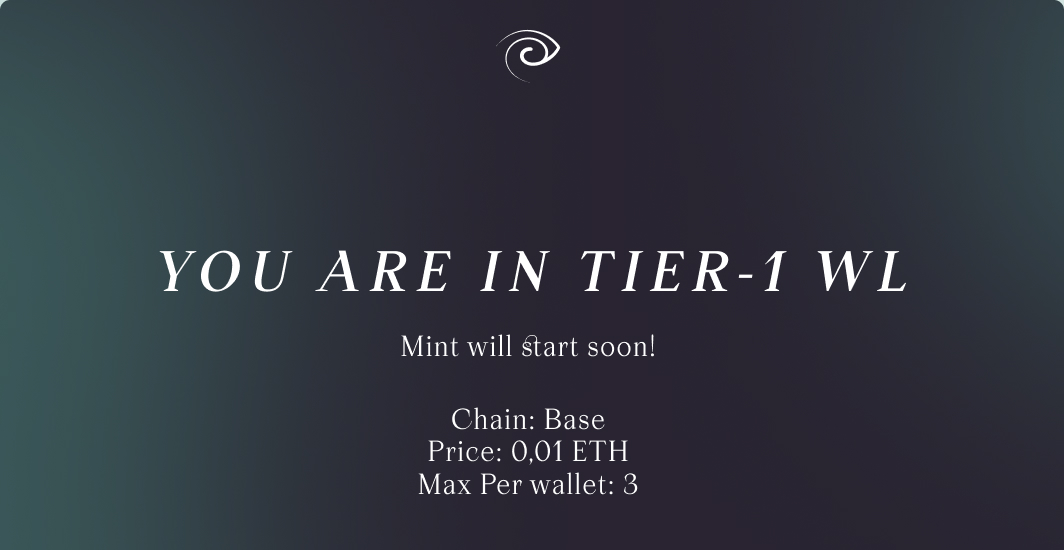 YOU ARE IN TIER-1 WL
Mint will start soon!
Chain: Base
Price: 0,01 ETH
Max Per wallet: 3